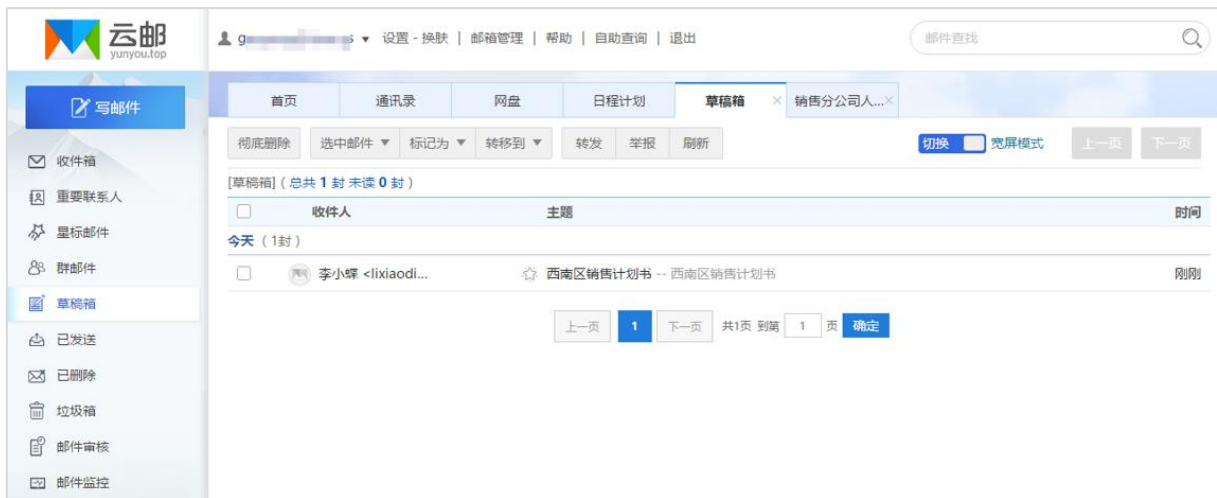 云邮
yunyou.top
设置 - 换肤 | 邮箱管理 | 帮助 | 自助查询 | 退出
邮件查找
写邮件
收件箱
重要联系人
星标邮件
群邮件
草稿箱
已发送
已删除
垃圾箱
邮件审核
邮件监控
首页 通讯录 网盘 日程计划 草稿箱 × 销售分公司人...×
彻底删除 选中邮件 ▼ 标记为 ▼ 转移到 ▼ 转发 举报 刷新 切换 宽屏模式 上一页 下一页
[草稿箱] ( 总共 1 封 未读 0 封 )
收件人 主题 时间
今天 ( 1封 )
李小蝶 <lixiaodi... 西南区销售计划书 -- 西南区销售计划书 刚刚
上一页 1 下一页 共1页 到第 1 页 确定